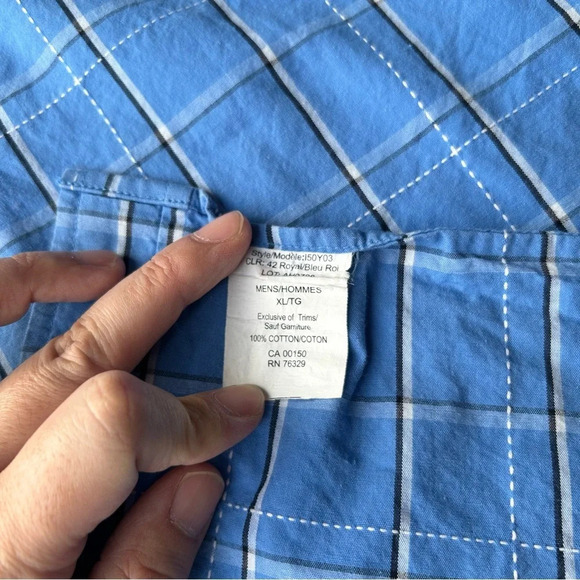 Style/Modèle:I50Y03
CLR: 42 Royal/Bleu Roi
LOT:
MENS/HOMMES
XL/TG
Exclusive of Trims/
Sauf Garniture
100% COTTON/COTON
CA 00150
RN 76329